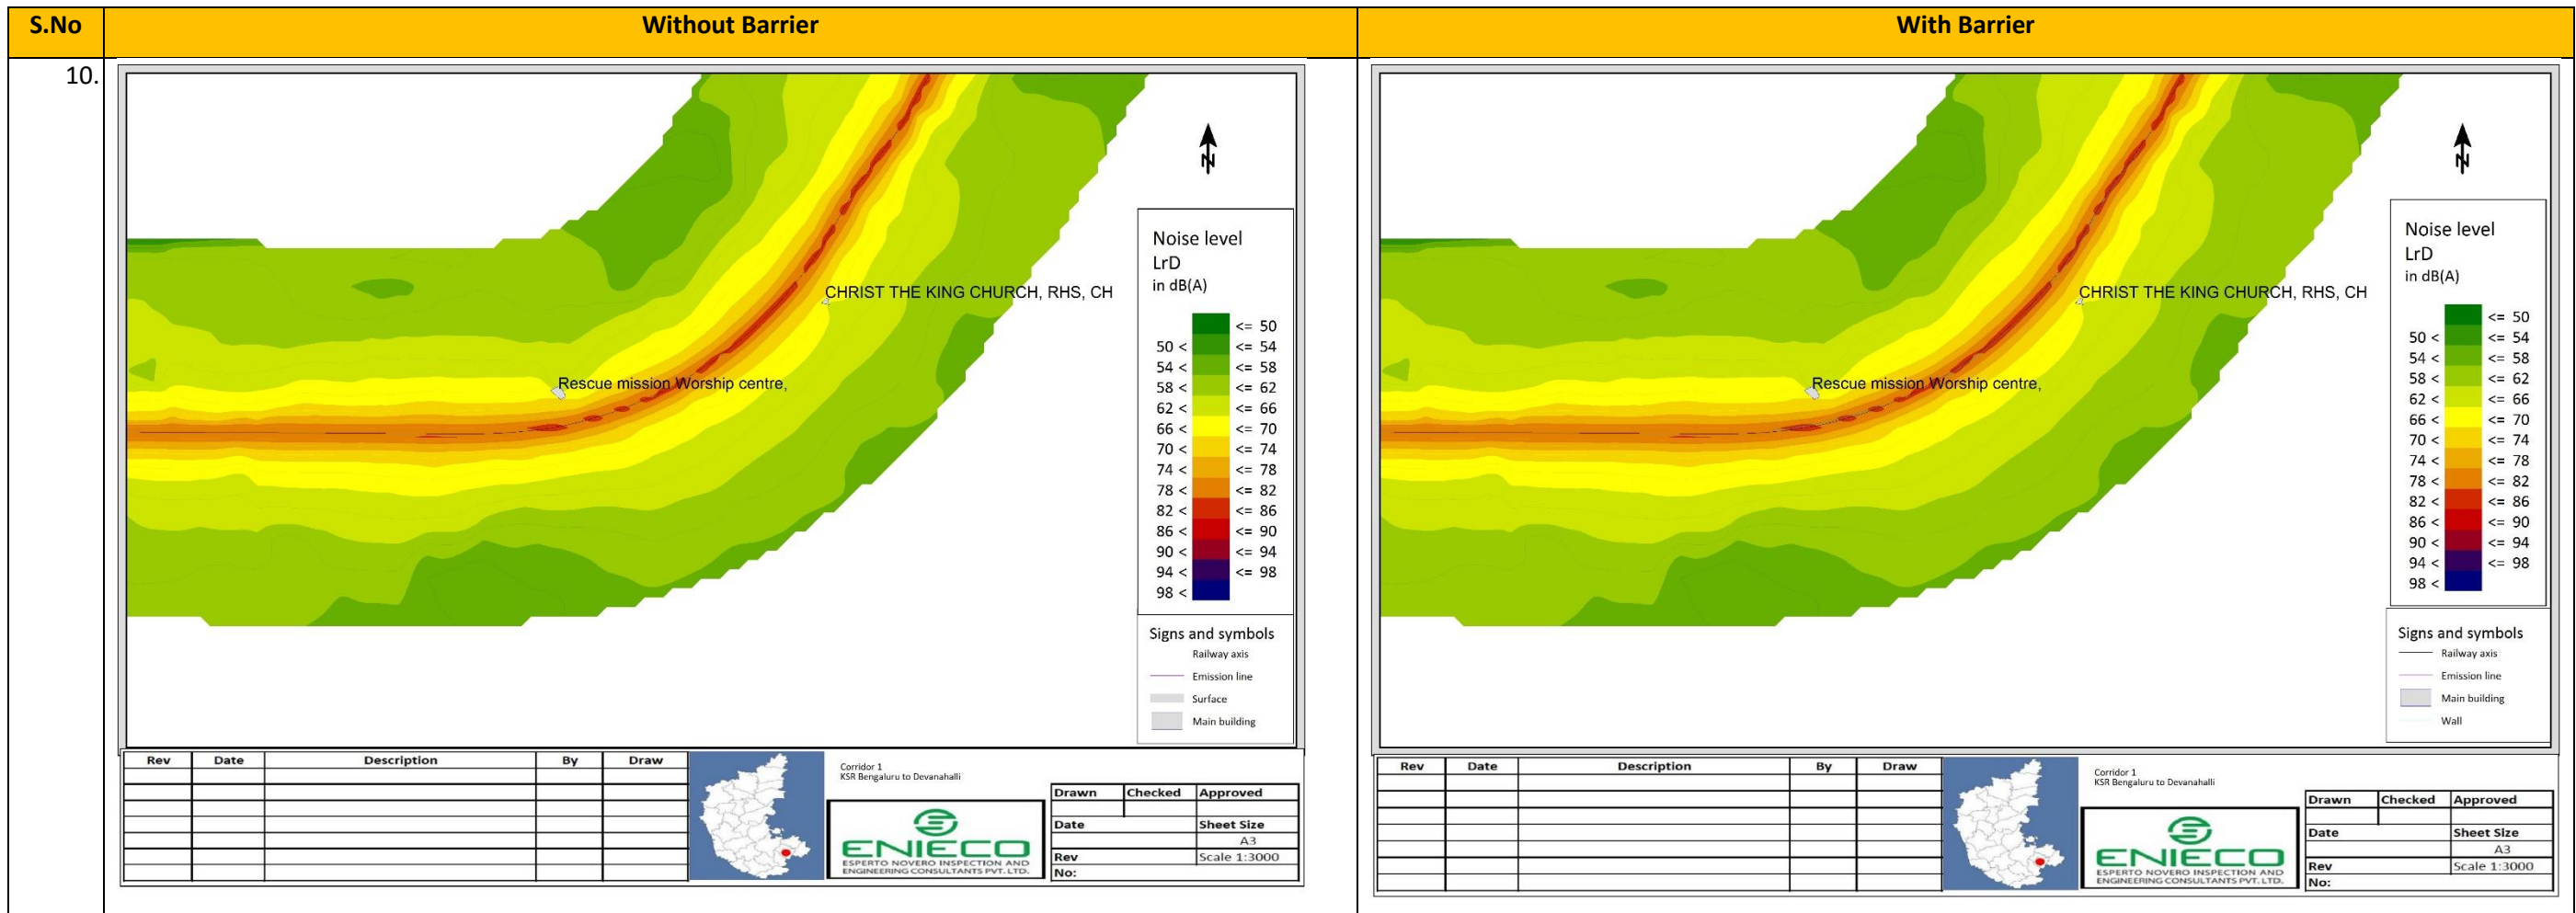 S.No Without Barrier With Barrier
10.
N
Noise level
LrD
in dB(A)
<= 50
50 < <= 54
54 < <= 58
58 < <= 62
62 < <= 66
66 < <= 70
70 < <= 74
74 < <= 78
78 < <= 82
82 < <= 86
86 < <= 90
90 < <= 94
94 < <= 98
98 <
CHRIST THE KING CHURCH, RHS, CH
Rescue mission Worship centre,
Signs and symbols
Railway axis
Emission line
Surface
Main building
Rev Date Description By Draw
Corridor 1
KSR Bengaluru to Devanahalli
ENIECO
ESPERTO NOVERO INSPECTION AND
ENGINEERING CONSULTANTS PVT. LTD.
Drawn Checked Approved
Date Sheet Size
A3
Rev Scale 1:3000
No:
N
Noise level
LrD
in dB(A)
<= 50
50 < <= 54
54 < <= 58
58 < <= 62
62 < <= 66
66 < <= 70
70 < <= 74
74 < <= 78
78 < <= 82
82 < <= 86
86 < <= 90
90 < <= 94
94 < <= 98
98 <
CHRIST THE KING CHURCH, RHS, CH
Rescue mission Worship centre,
Signs and symbols
Railway axis
Emission line
Main building
Wall
Rev Date Description By Draw
Corridor 1
KSR Bengaluru to Devanahalli
ENIECO
ESPERTO NOVERO INSPECTION AND
ENGINEERING CONSULTANTS PVT. LTD.
Drawn Checked Approved
Date Sheet Size
A3
Rev Scale 1:3000
No: